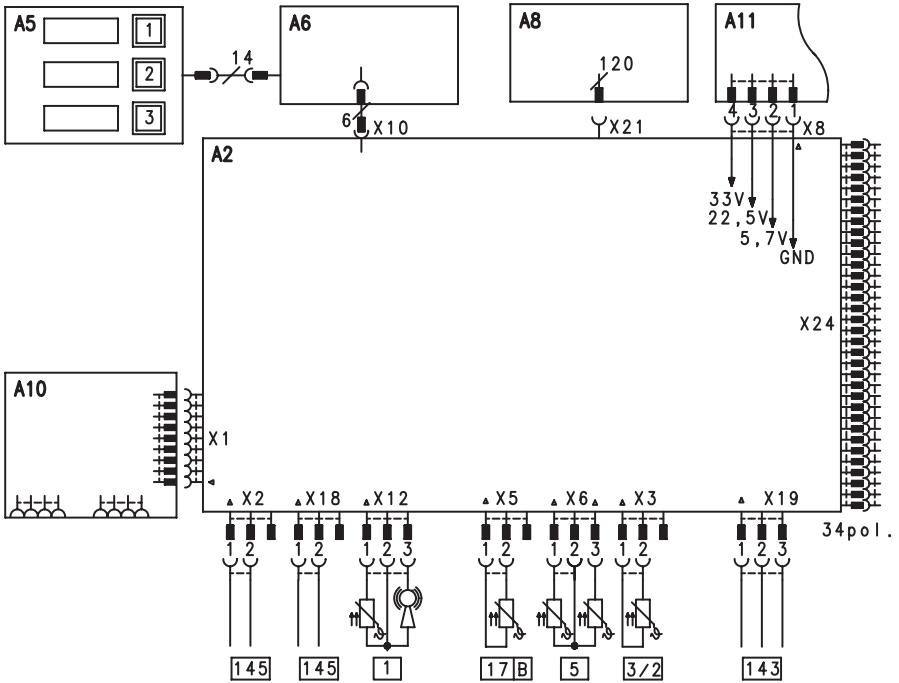 A5 1 A6 A8 A11
14 120
2
3
4 3 2 1
6 X10 X21 X8
A2
33V
22,5V
5,7V
GND
X24
A10
X1
X2 X18 X12 X5 X6 X3 X19
34pol.
1 2 1 2 1 2 3 1 2 1 2 3 1 2 1 2 3
145 145 1 17 B 5 3/2 143